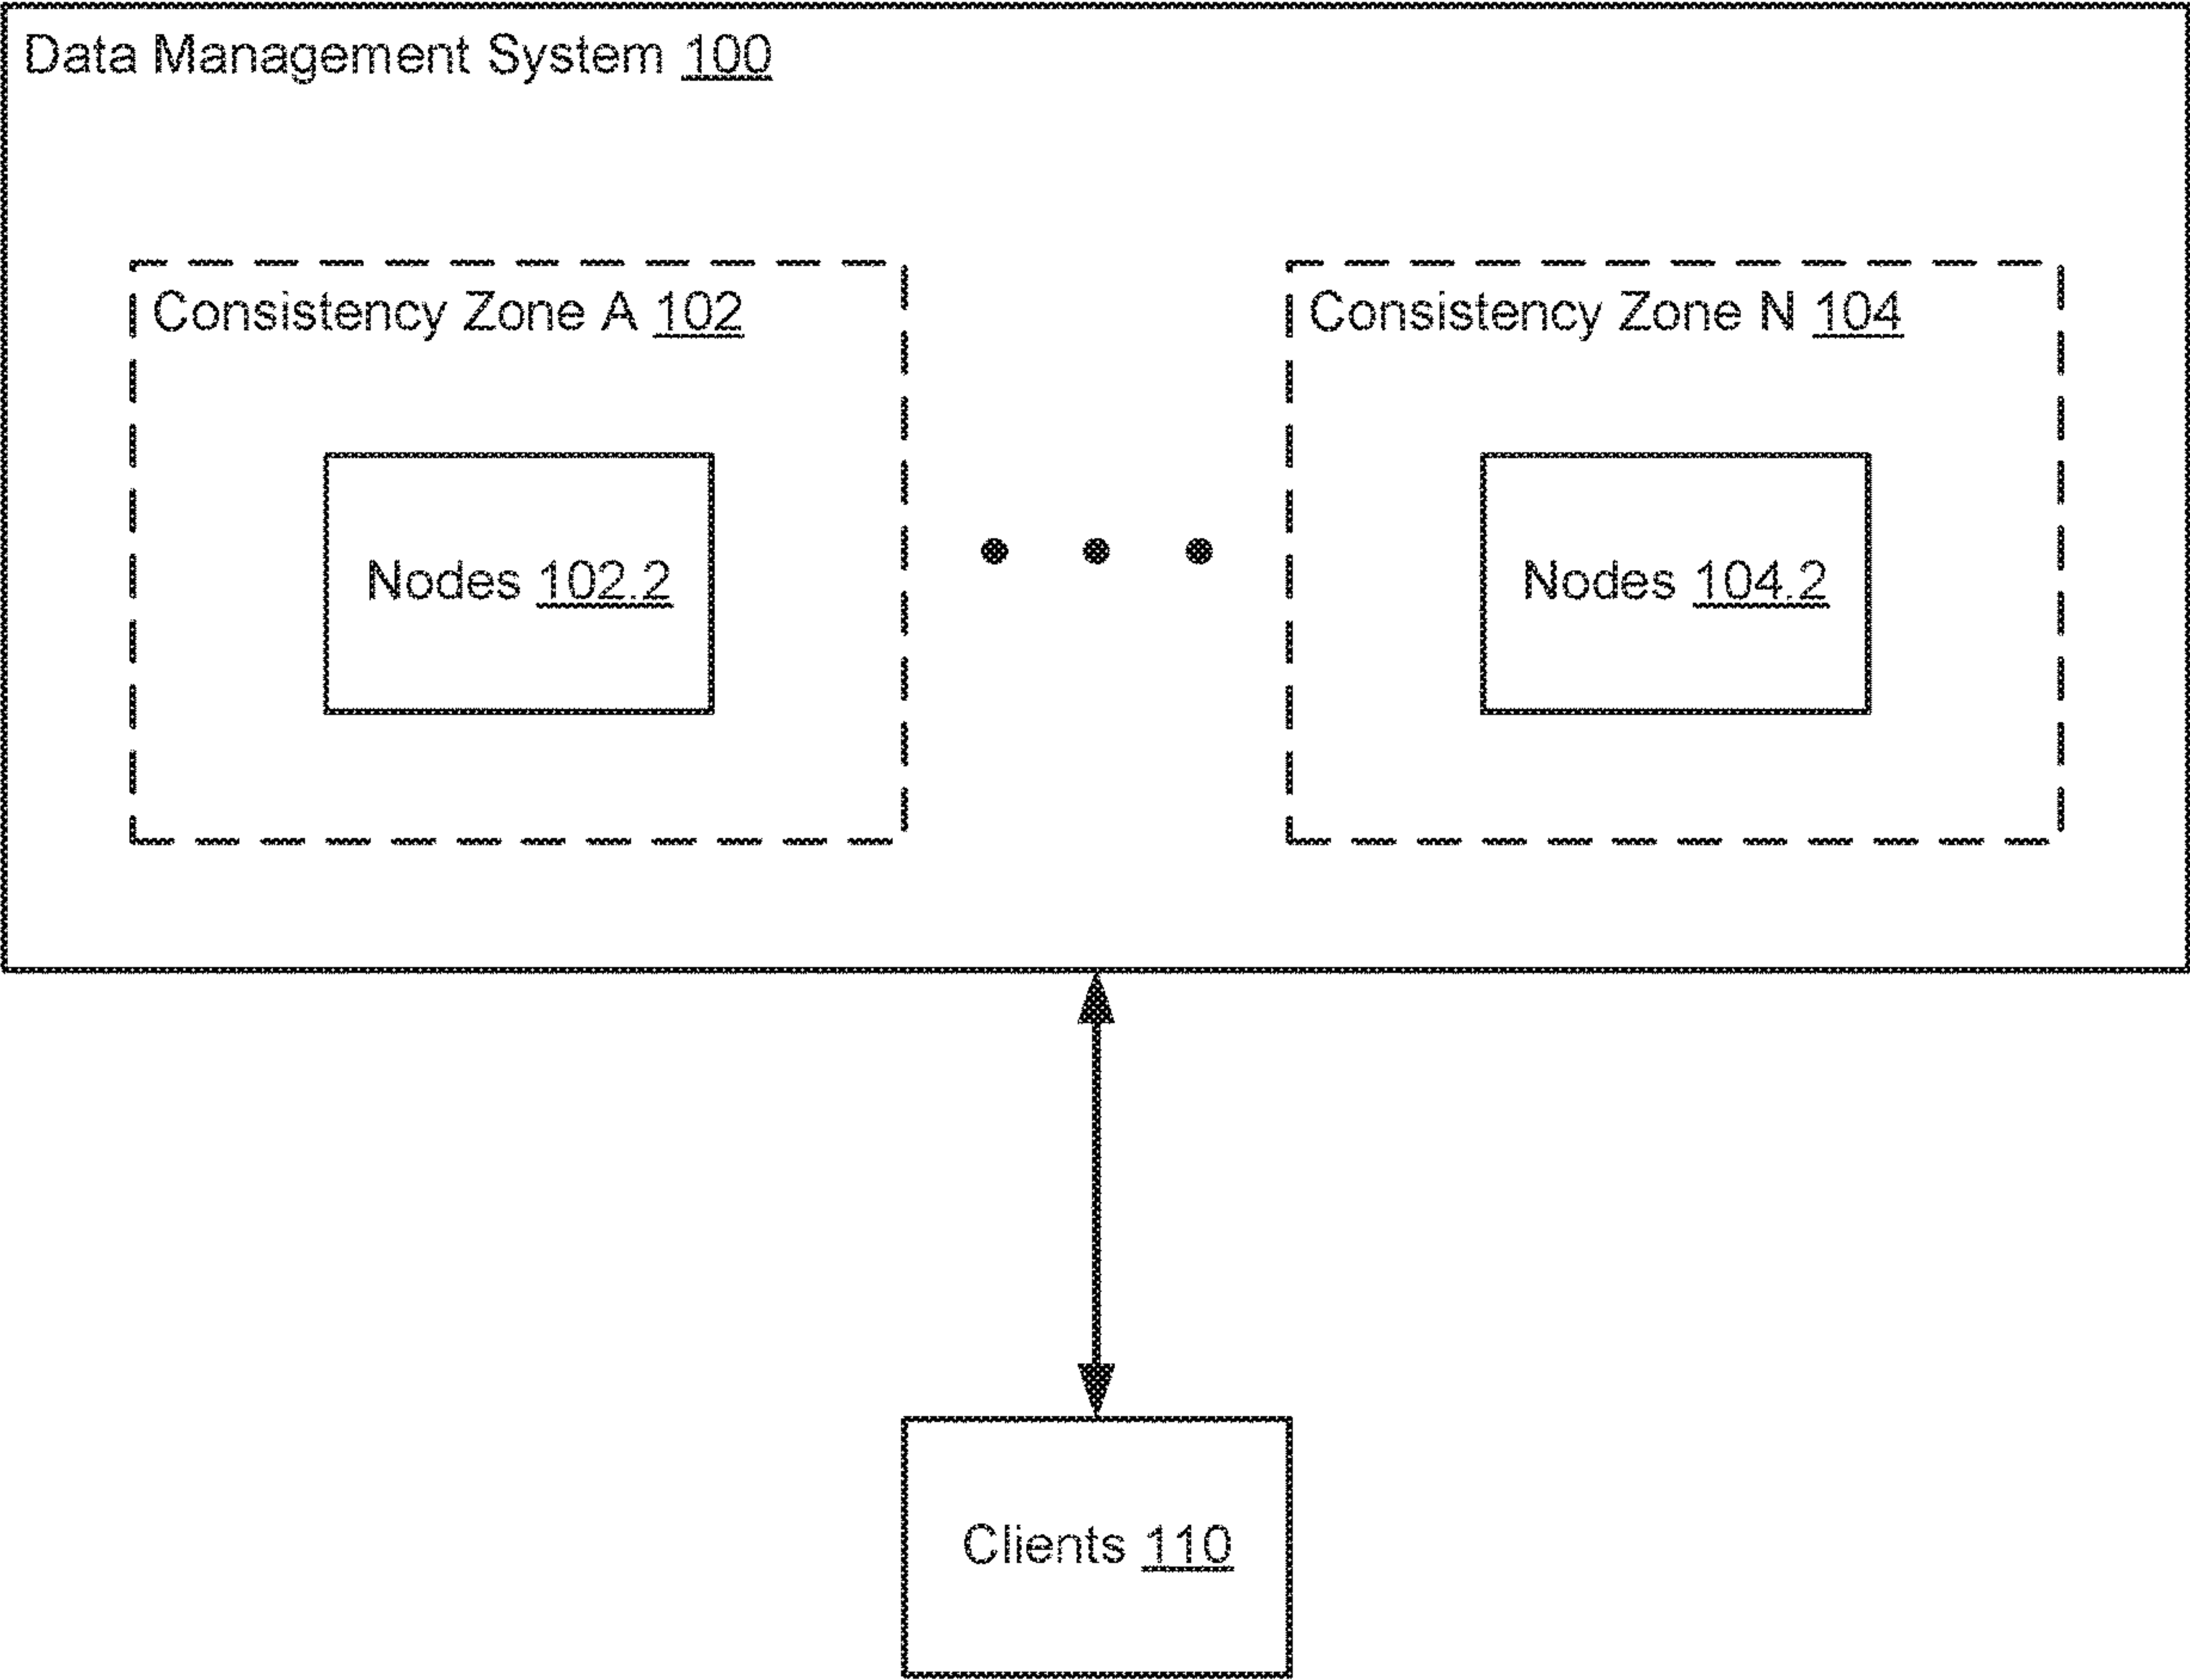 Data Management System 100
Consistency Zone A 102
Consistency Zone N 104
Nodes 102.2
Nodes 104.2
Clients 110